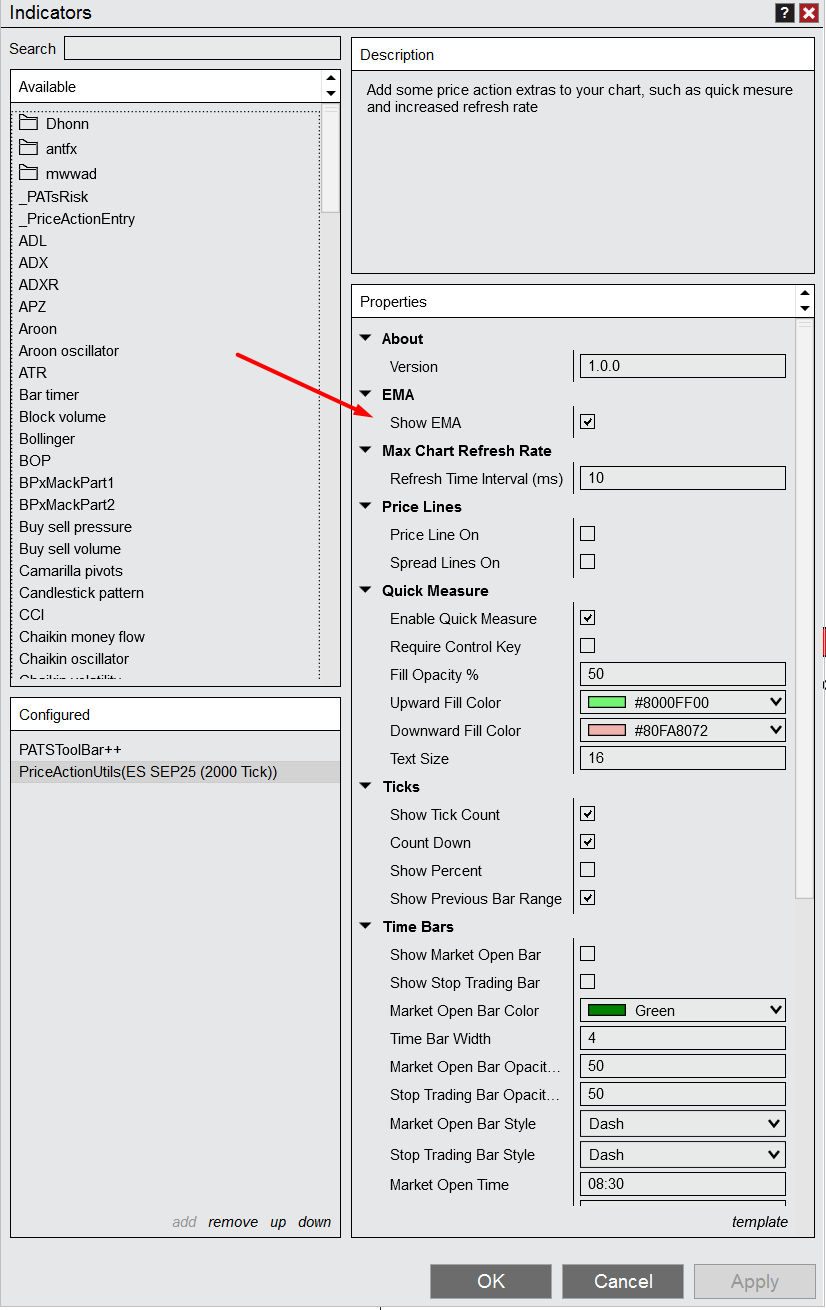 Indicators
?
Search
Available
Dhonn
antfx
mwwad
_PATsRisk
_PriceActionEntry
ADL
ADX
ADXR
APZ
Aroon
Aroon oscillator
ATR
Bar timer
Block volume
Bollinger
BOP
BPxMackPart1
BPxMackPart2
Buy sell pressure
Buy sell volume
Camarilla pivots
Candlestick pattern
CCI
Chaikin money flow
Chaikin oscillator
Chaikin volatility
Configured
PATSToolBar++
PriceActionUtils(ES SEP25 (2000 Tick))
add remove up down
Description
Add some price action extras to your chart, such as quick mesure
and increased refresh rate
Properties
About
Version 1.0.0
EMA
Show EMA
Max Chart Refresh Rate
Refresh Time Interval (ms) 10
Price Lines
Price Line On
Spread Lines On
Quick Measure
Enable Quick Measure
Require Control Key
Fill Opacity % 50
Upward Fill Color #8000FF00
Downward Fill Color #80FA8072
Text Size 16
Ticks
Show Tick Count
Count Down
Show Percent
Show Previous Bar Range
Time Bars
Show Market Open Bar
Show Stop Trading Bar
Market Open Bar Color Green
Time Bar Width 4
Market Open Bar Opacit... 50
Stop Trading Bar Opacit... 50
Market Open Bar Style Dash
Stop Trading Bar Style Dash
Market Open Time 08:30
template
OK Cancel Apply